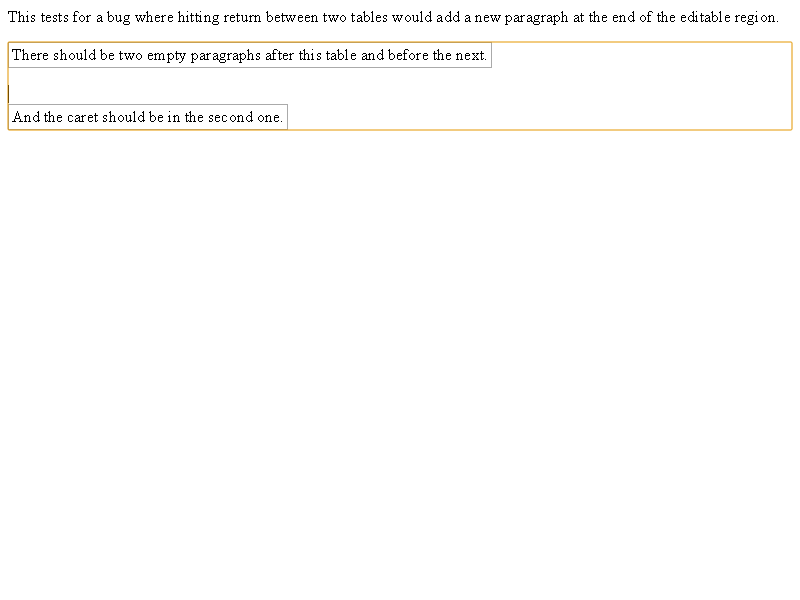 This tests for a bug where hitting return between two tables would add a new paragraph at the end of the editable region.
There should be two empty paragraphs after this table and before the next.
And the caret should be in the second one.